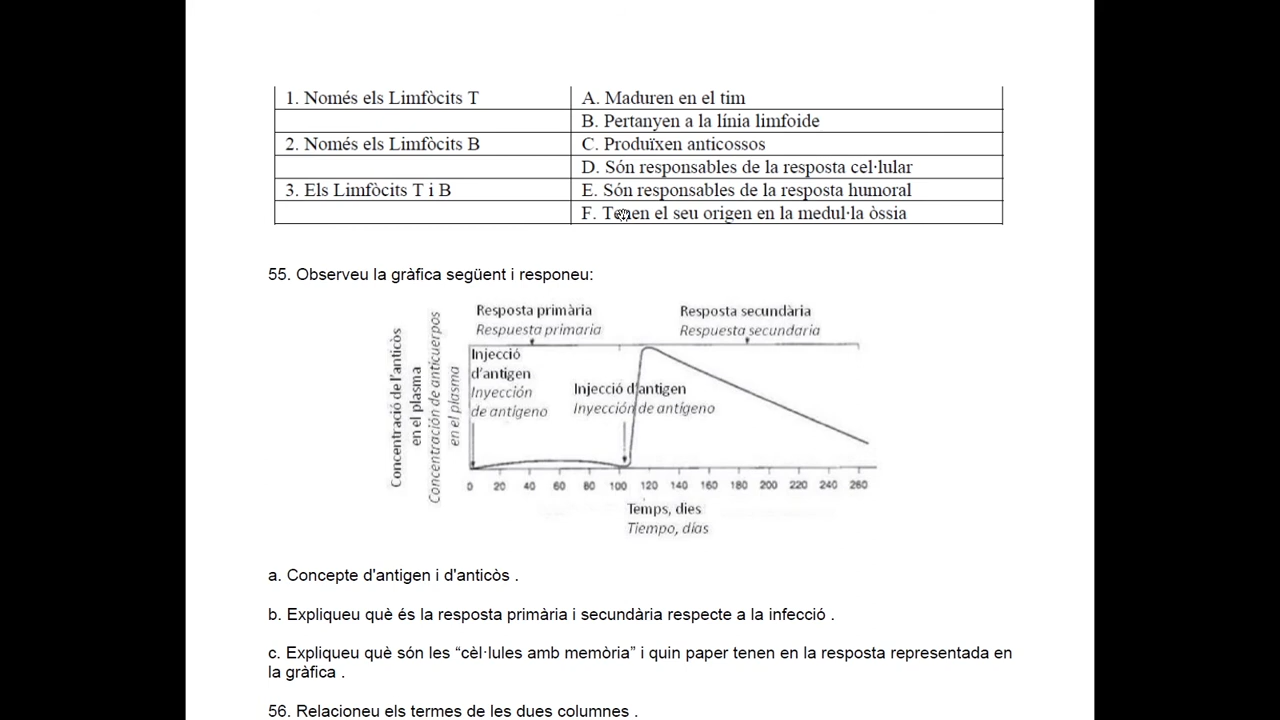 1. Només els Limfòcits T
A. Maduren en el tim
B. Pertanyen a la línia limfoide
2. Només els Limfòcits B
C. Produïxen anticossos
D. Són responsables de la resposta cel·lular
3. Els Limfòcits T i B
E. Són responsables de la resposta humoral
F. Tenen el seu origen en la medul·la òssia
55. Observeu la gràfica següent i responeu:
Concentració de l'anticòs
en el plasma
Concentración de anticuerpos
en el plasma
Resposta primària
Respuesta primaria
Resposta secundària
Respuesta secundaria
Injecció
d'antigen
Inyección
de antígeno
Injecció d'antigen
Inyección de antígeno
0 20 40 60 80 100 120 140 160 180 200 220 240 260
Temps, dies
Tiempo, días
a. Concepte d'antigen i d'anticòs .
b. Expliqueu què és la resposta primària i secundària respecte a la infecció .
c. Expliqueu què són les “cèl·lules amb memòria” i quin paper tenen en la resposta representada en
la gràfica .
56. Relacioneu els termes de les dues columnes .